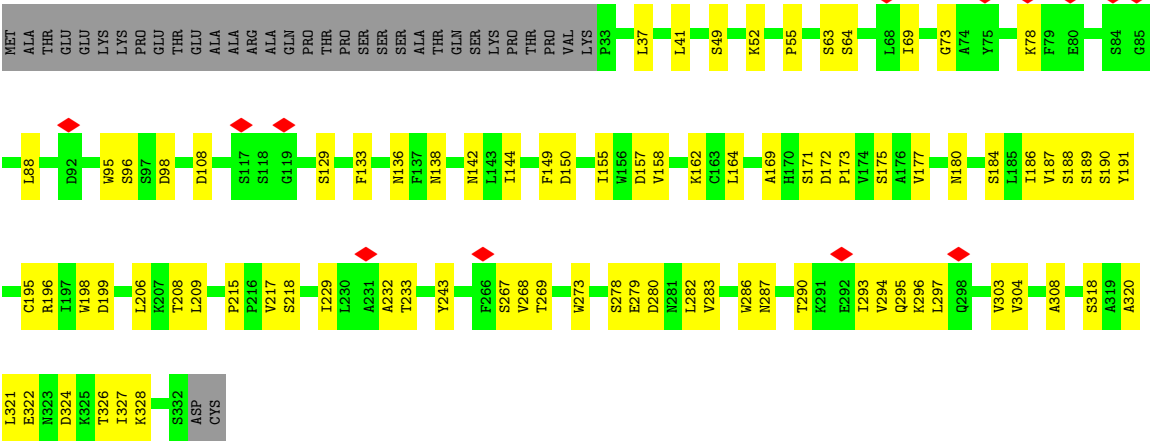 MET ALA THR GLU GLU LYS LYS PRO GLU THR GLU ALA ALA ARG ALA GLN PRO THR PRO SER SER SER ALA THR GLN SER LYS PRO THR PRO VAL LYS P33 L37 L41 S49 K52 P55 S63 S64 L68 I69 G73 A74 Y75 K78 F79 E80 S84 G85
L88 D92 W95 S96 S97 D98 D108 S117 S118 G119 S129 F133 N136 F137 N138 N142 L143 I144 F149 D150 I155 W156 D157 V158 K162 C163 L164 A169 H170 S171 D172 P173 V174 S175 A176 V177 N180 S184 L185 I186 V187 S188 S189 S190 Y191
C195 R196 I197 W198 D199 L206 K207 T208 L209 P215 P216 V217 S218 I229 L230 A231 A232 T233 Y243 F266 S267 V268 T269 W273 S278 E279 D280 N281 L282 V283 W286 N287 T290 K291 E292 I293 V294 Q295 K296 L297 Q298 V303 V304 A308 S318 A319 A320
L321 E322 N323 D324 K325 T326 I327 K328 S332 ASP CYS